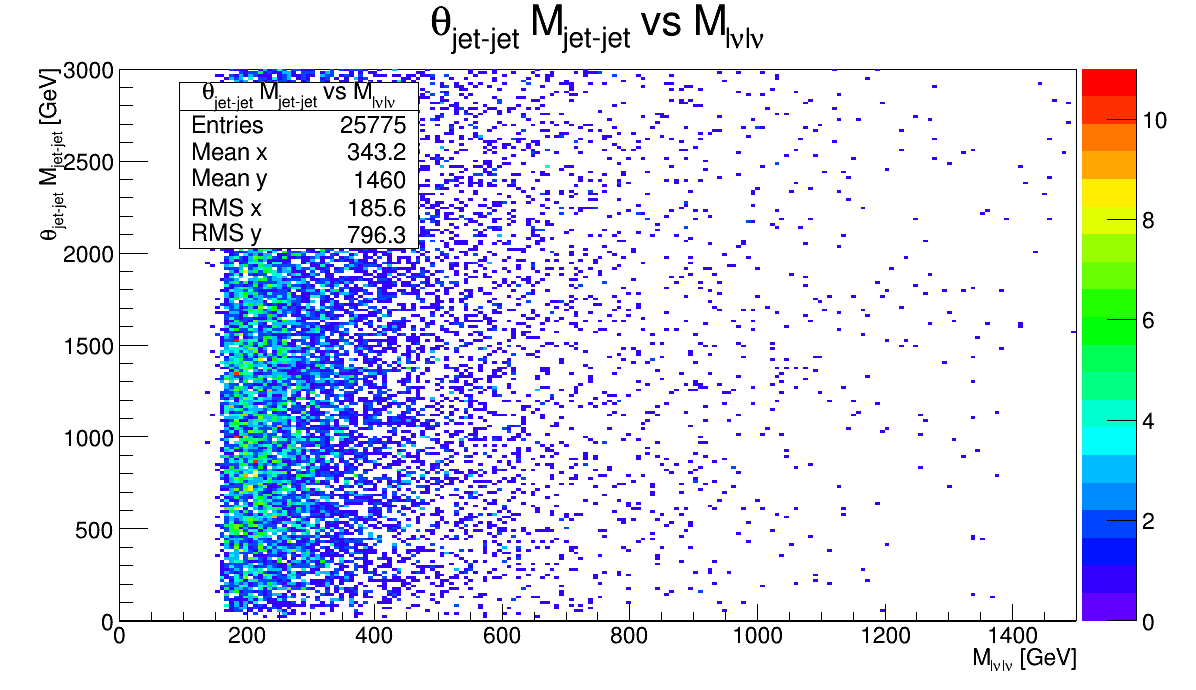 θjet-jet Mjet-jet vs Mlνlν
θjet-jet Mjet-jet [GeV]
3000
2500
2000
1500
1000
500
0
θjet-jet Mjet-jet vs Mlνlν
Entries 25775
Mean x 343.2
Mean y 1460
RMS x 185.6
RMS y 796.3
10
8
6
4
2
0
0 200 400 600 800 1000 1200 1400
Mlνlν [GeV]